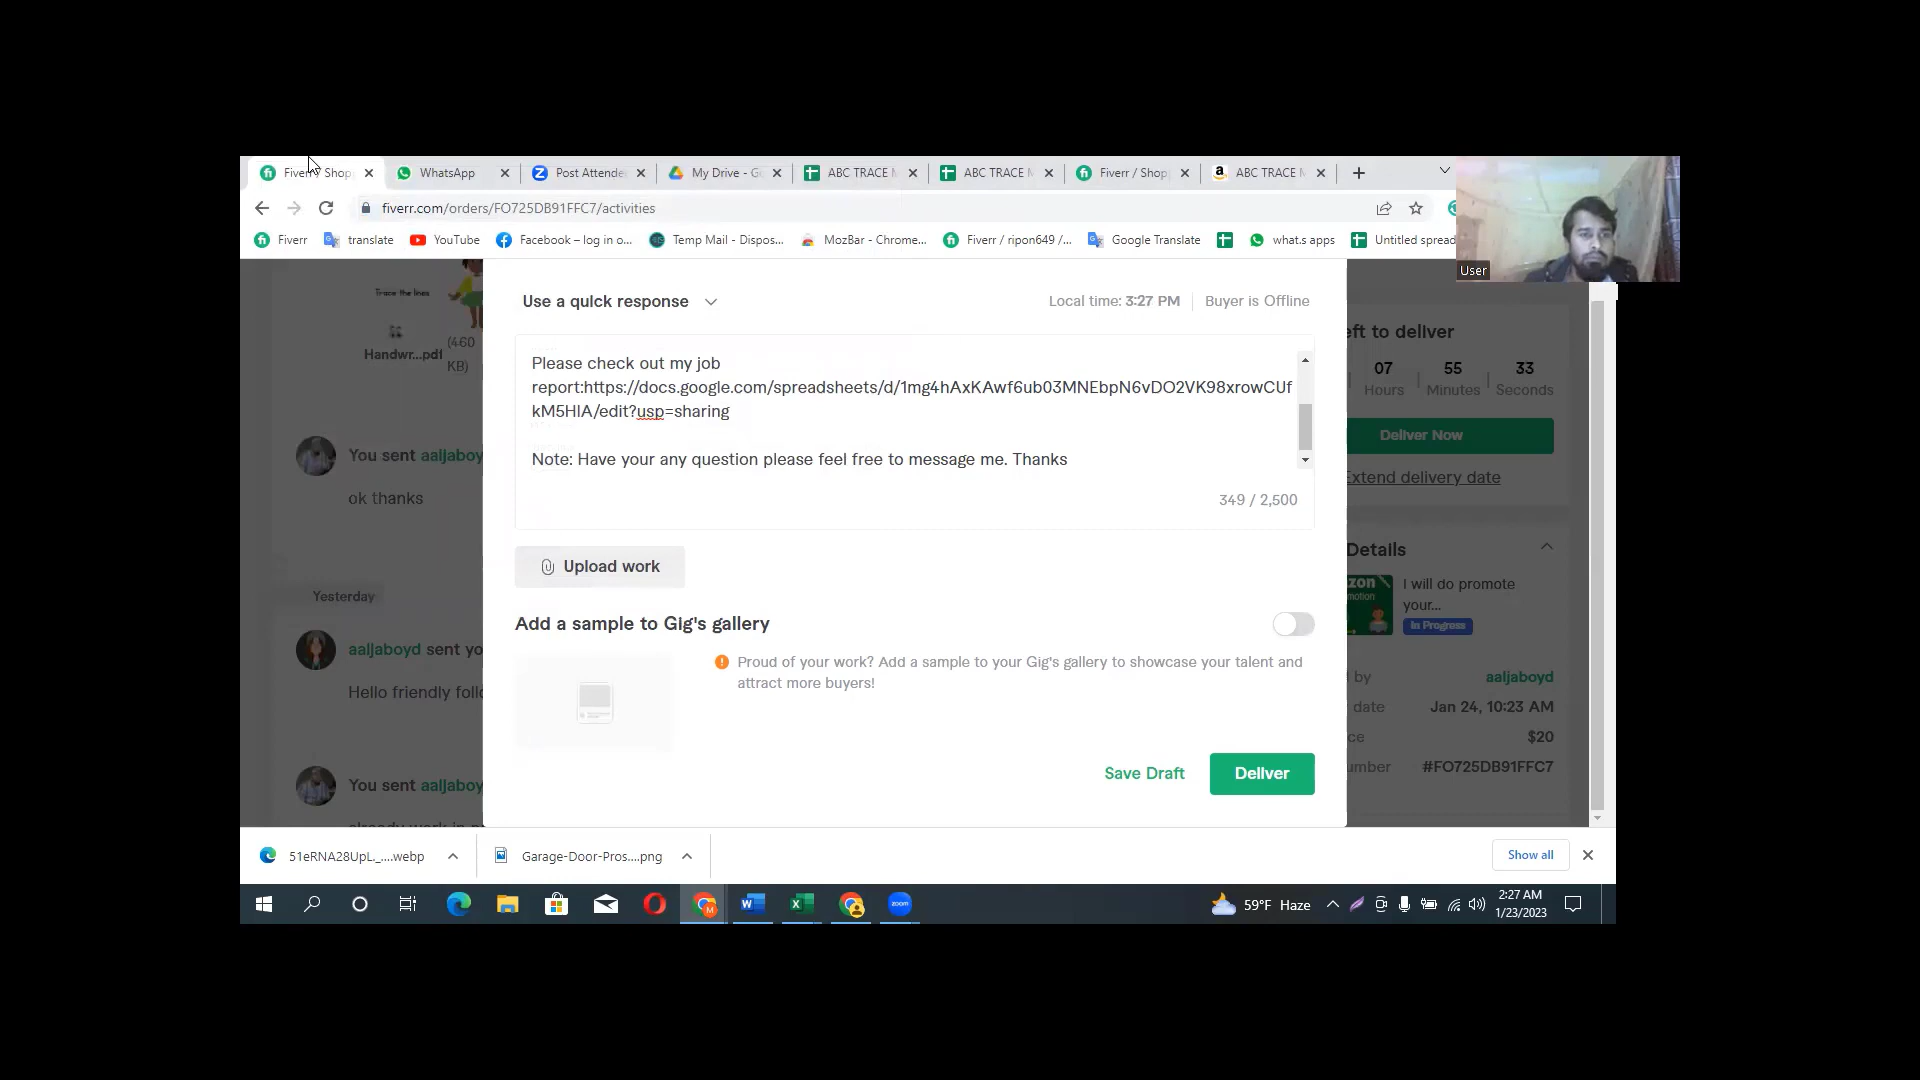 Fiverr / Shop
WhatsApp
Post Attende
My Drive - Go
ABC TRACE M
ABC TRACE M
Fiverr / Shop
ABC TRACE M
fiverr.com/orders/FO725DB91FFC7/activities
Fiverr
translate
YouTube
Facebook – log in o...
Temp Mail - Dispos...
MozBar - Chrome...
Fiverr / ripon649 /...
Google Translate
what.s apps
Untitled spread
User
Trace the lines
Handwr...pdf
(460
KB)
You sent aaljaboy
ok thanks
Yesterday
aaljaboyd sent yo
Hello friendly foll
You sent aaljaboy
already work in p
Use a quick response
Local time: 3:27 PM
Buyer is Offline
Please check out my job
report:https://docs.google.com/spreadsheets/d/1mg4hAxKAwf6ub03MNEbpN6vDO2VK98xrowCUf
kM5HIA/edit?usp=sharing
Note: Have your any question please feel free to message me. Thanks
349 / 2,500
Upload work
Add a sample to Gig's gallery
Proud of your work? Add a sample to your Gig's gallery to showcase your talent and
attract more buyers!
Save Draft
Deliver
eft to deliver
07
55
33
Hours
Minutes
Seconds
Deliver Now
Extend delivery date
Details
zon
motion
I will do promote
your...
In Progress
d by
aaljaboyd
date
Jan 24, 10:23 AM
ce
$20
umber
#FO725DB91FFC7
51eRNA28UpL._....webp
Garage-Door-Pros....png
Show all
zoom
59°F Haze
2:27 AM
1/23/2023